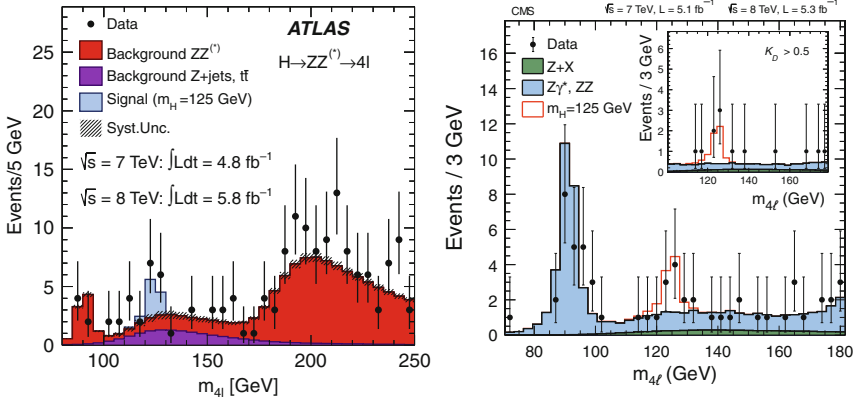 ATLAS
Data
Background ZZ(*)
H→ZZ(*)→4l
Background Z+jets, tt̄
Signal (mH=125 GeV)
Syst.Unc.
√s = 7 TeV: ∫Ldt = 4.8 fb⁻¹
√s = 8 TeV: ∫Ldt = 5.8 fb⁻¹
Events/5 GeV
25
20
15
10
5
0
100 150 200 250
m4l [GeV]
CMS √s = 7 TeV, L = 5.1 fb⁻¹ √s = 8 TeV, L = 5.3 fb⁻¹
Data
Z+X
Zγ*, ZZ
mH=125 GeV
Events / 3 GeV
16
14
12
10
8
6
4
2
0
80 100 120 140 160 180
m4ℓ (GeV)
KD > 0.5
Events / 3 GeV
6
5
4
3
2
1
0
120 140 160
m4ℓ (GeV)